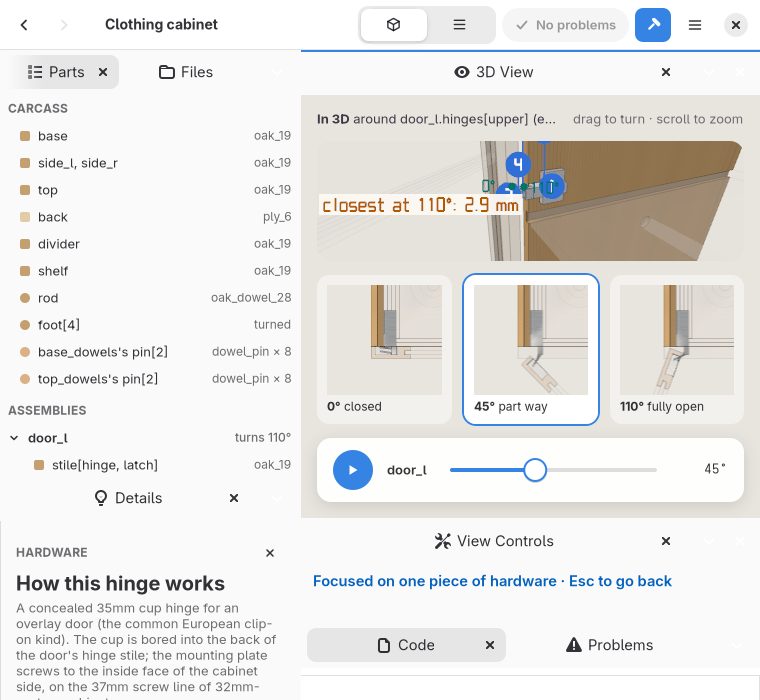 Clothing cabinet
No problems
Parts
Files
CARCASS
base oak_19
side_l, side_r oak_19
top oak_19
back ply_6
divider oak_19
shelf oak_19
rod oak_dowel_28
foot[4] turned
base_dowels's pin[2] dowel_pin × 8
top_dowels's pin[2] dowel_pin × 8
ASSEMBLIES
door_l turns 110°
stile[hinge, latch] oak_19
Details
HARDWARE
How this hinge works
A concealed 35mm cup hinge for an
overlay door (the common European clip-
on kind). The cup is bored into the back of
the door's hinge stile; the mounting plate
screws to the inside face of the cabinet
side, on the 37mm screw line of 32mm-
3D View
In 3D around door_l.hinges[upper] (e... drag to turn · scroll to zoom
4
0°
closest at 110°: 2.9 mm
0° closed
45° part way
110° fully open
door_l 45°
View Controls
Focused on one piece of hardware · Esc to go back
Code
Problems